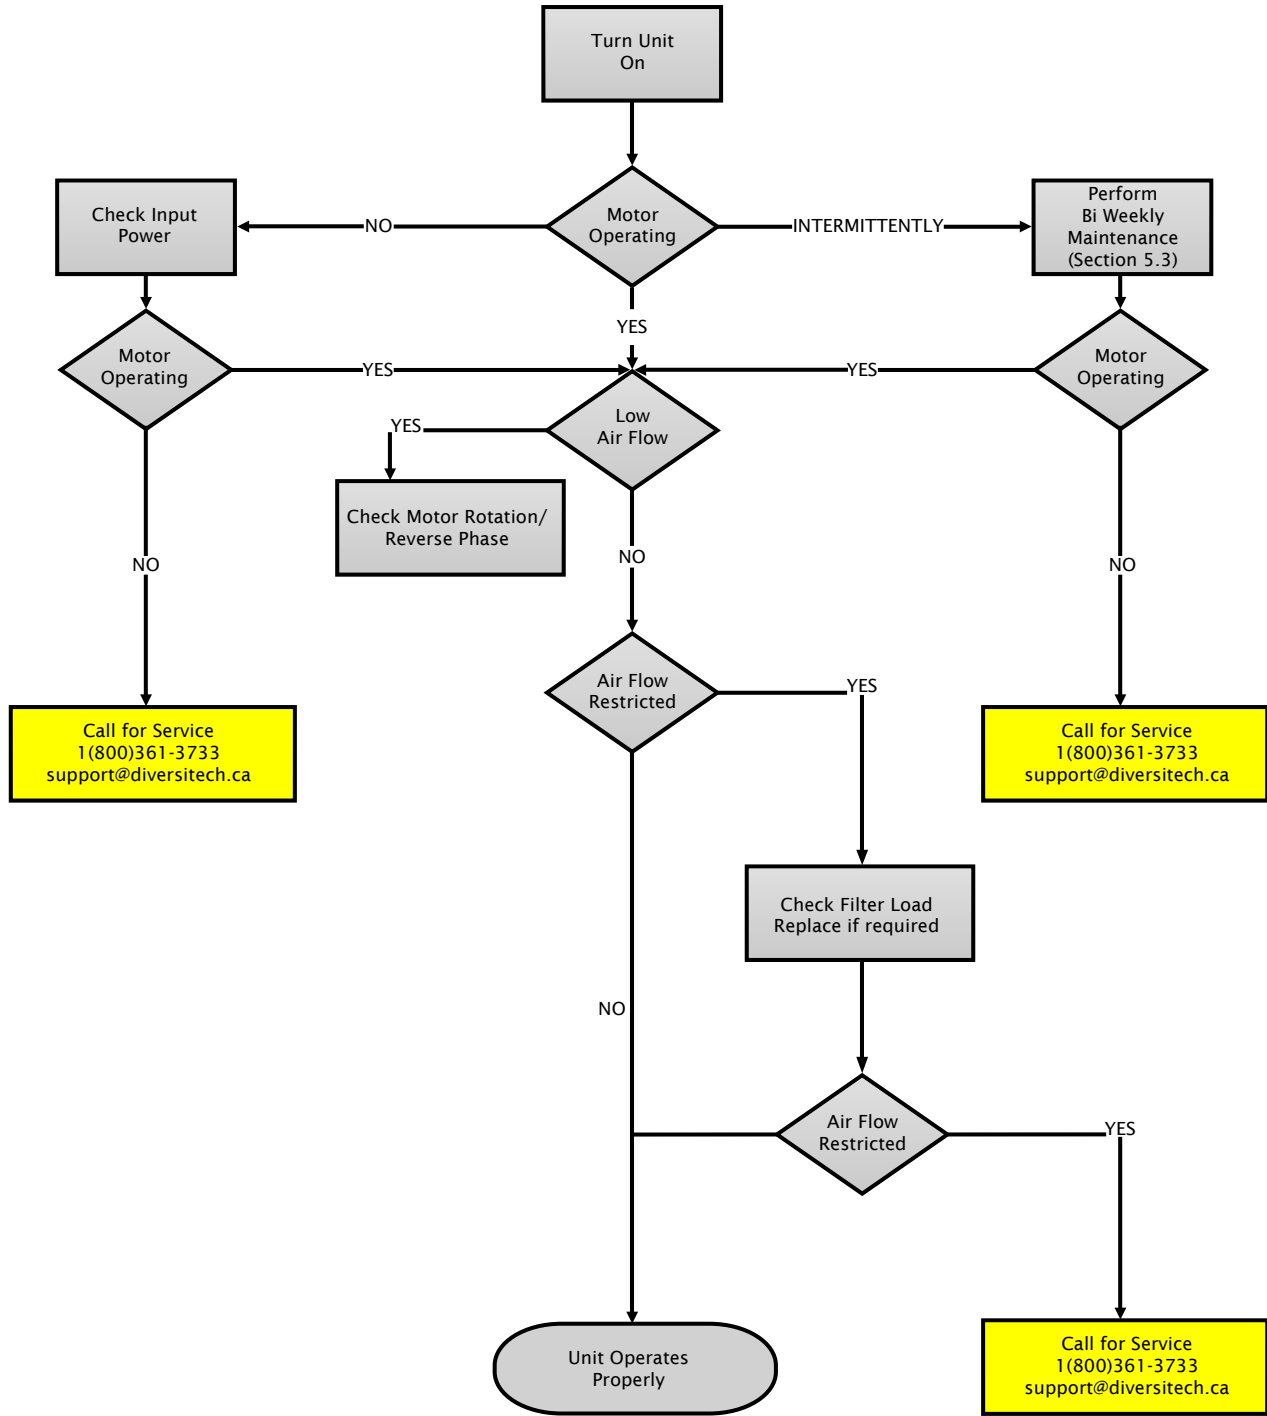 Turn Unit
On
Motor
Operating
NO
INTERMITTENTLY
Check Input
Power
Perform
Bi Weekly
Maintenance
(Section 5.3)
YES
Motor
Operating
YES
YES
Motor
Operating
Low
Air Flow
YES
Check Motor Rotation/
Reverse Phase
NO
NO
NO
Air Flow
Restricted
YES
Call for Service
1(800)361-3733
support@diversitech.ca
Call for Service
1(800)361-3733
support@diversitech.ca
Check Filter Load
Replace if required
NO
Air Flow
Restricted
YES
Unit Operates
Properly
Call for Service
1(800)361-3733
support@diversitech.ca